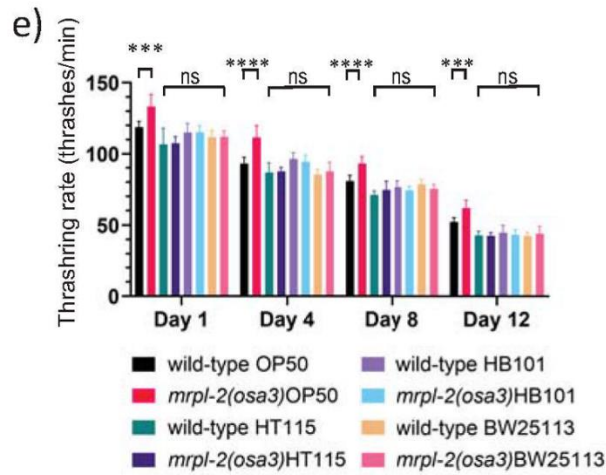 e)
*** **** **** ***
ns ns ns ns
Thrashring rate (thrashes/min)
150
100
50
0
Day 1 Day 4 Day 8 Day 12
wild-type OP50 wild-type HB101
mrpl-2(osa3)OP50 mrpl-2(osa3)HB101
wild-type HT115 wild-type BW25113
mrpl-2(osa3)HT115 mrpl-2(osa3)BW25113